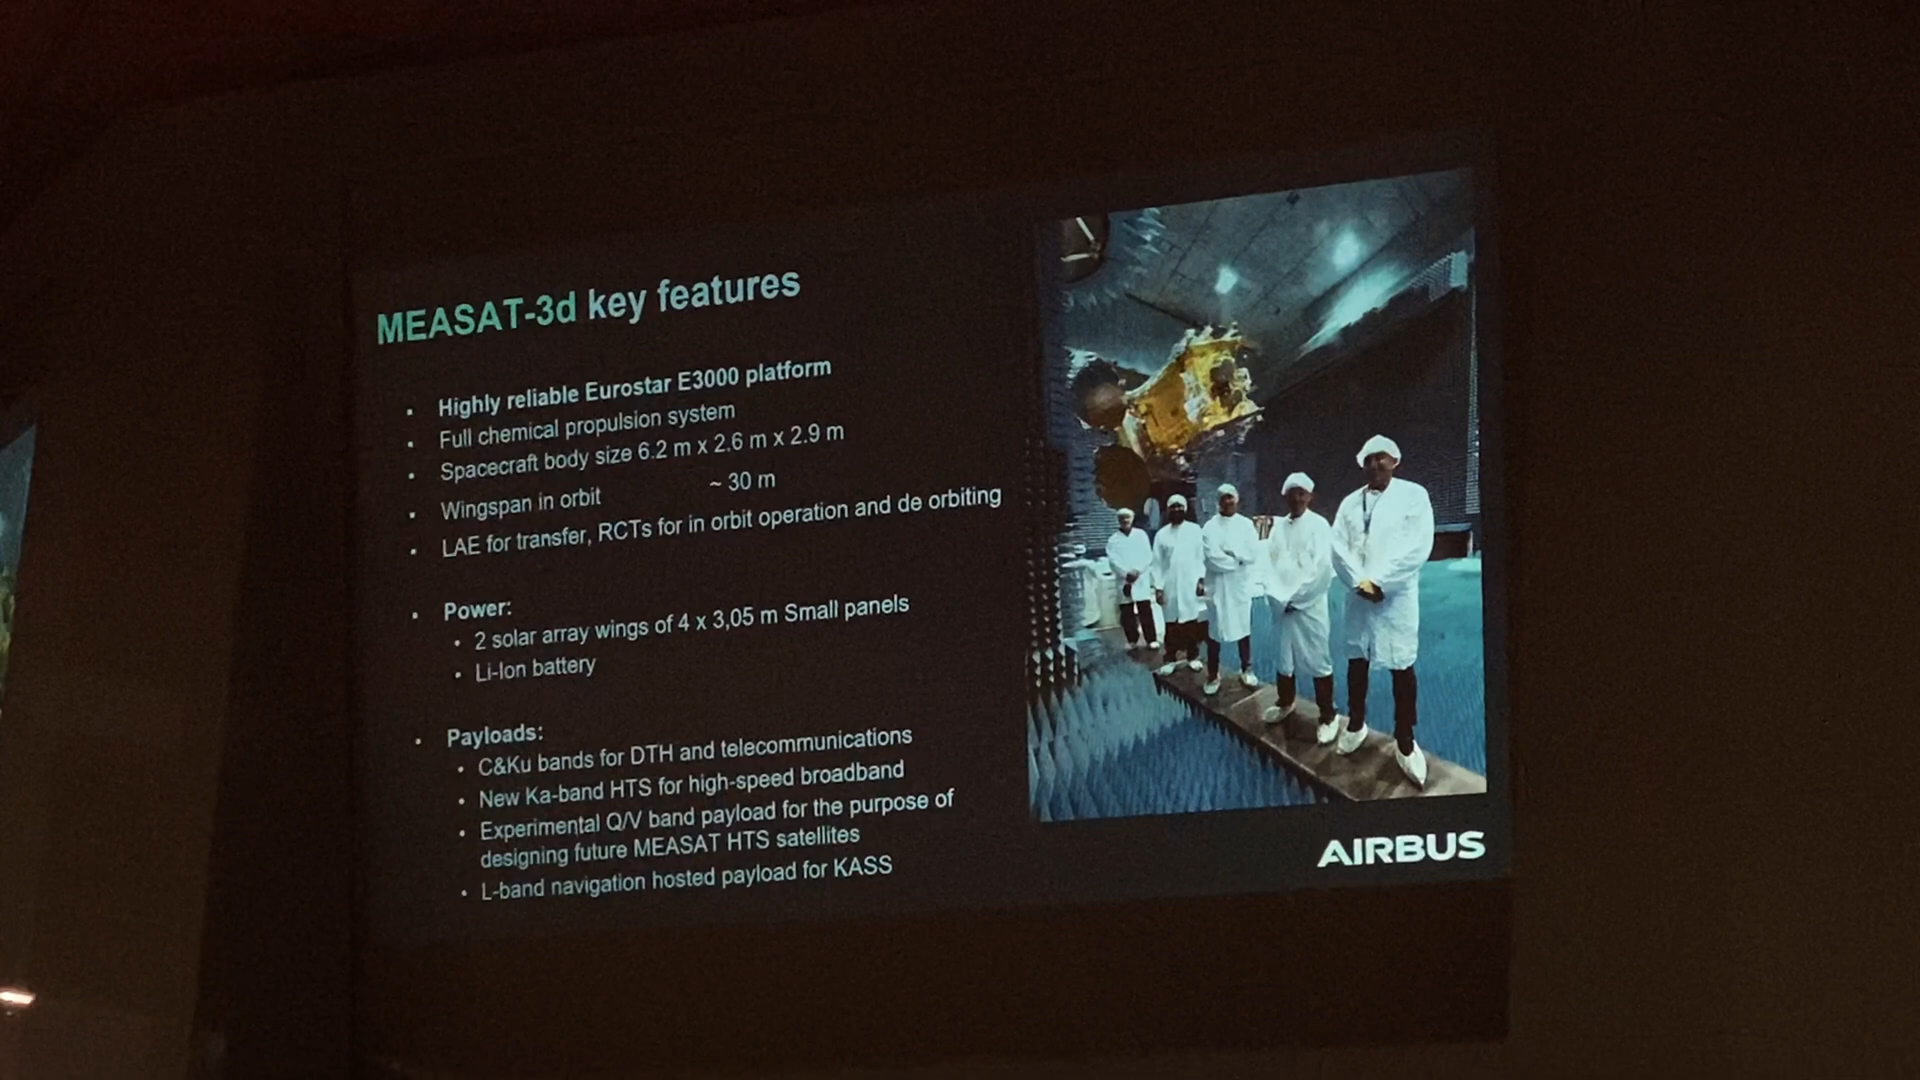 MEASAT-3d key features
• Highly reliable Eurostar E3000 platform
• Full chemical propulsion system
• Spacecraft body size 6.2 m x 2.6 m x 2.9 m
• Wingspan in orbit ~ 30 m
• LAE for transfer, RCTs for in orbit operation and de orbiting
• Power:
• 2 solar array wings of 4 x 3,05 m Small panels
• Li-Ion battery
• Payloads:
• C&Ku bands for DTH and telecommunications
• New Ka-band HTS for high-speed broadband
• Experimental Q/V band payload for the purpose of
designing future MEASAT HTS satellites
• L-band navigation hosted payload for KASS
AIRBUS